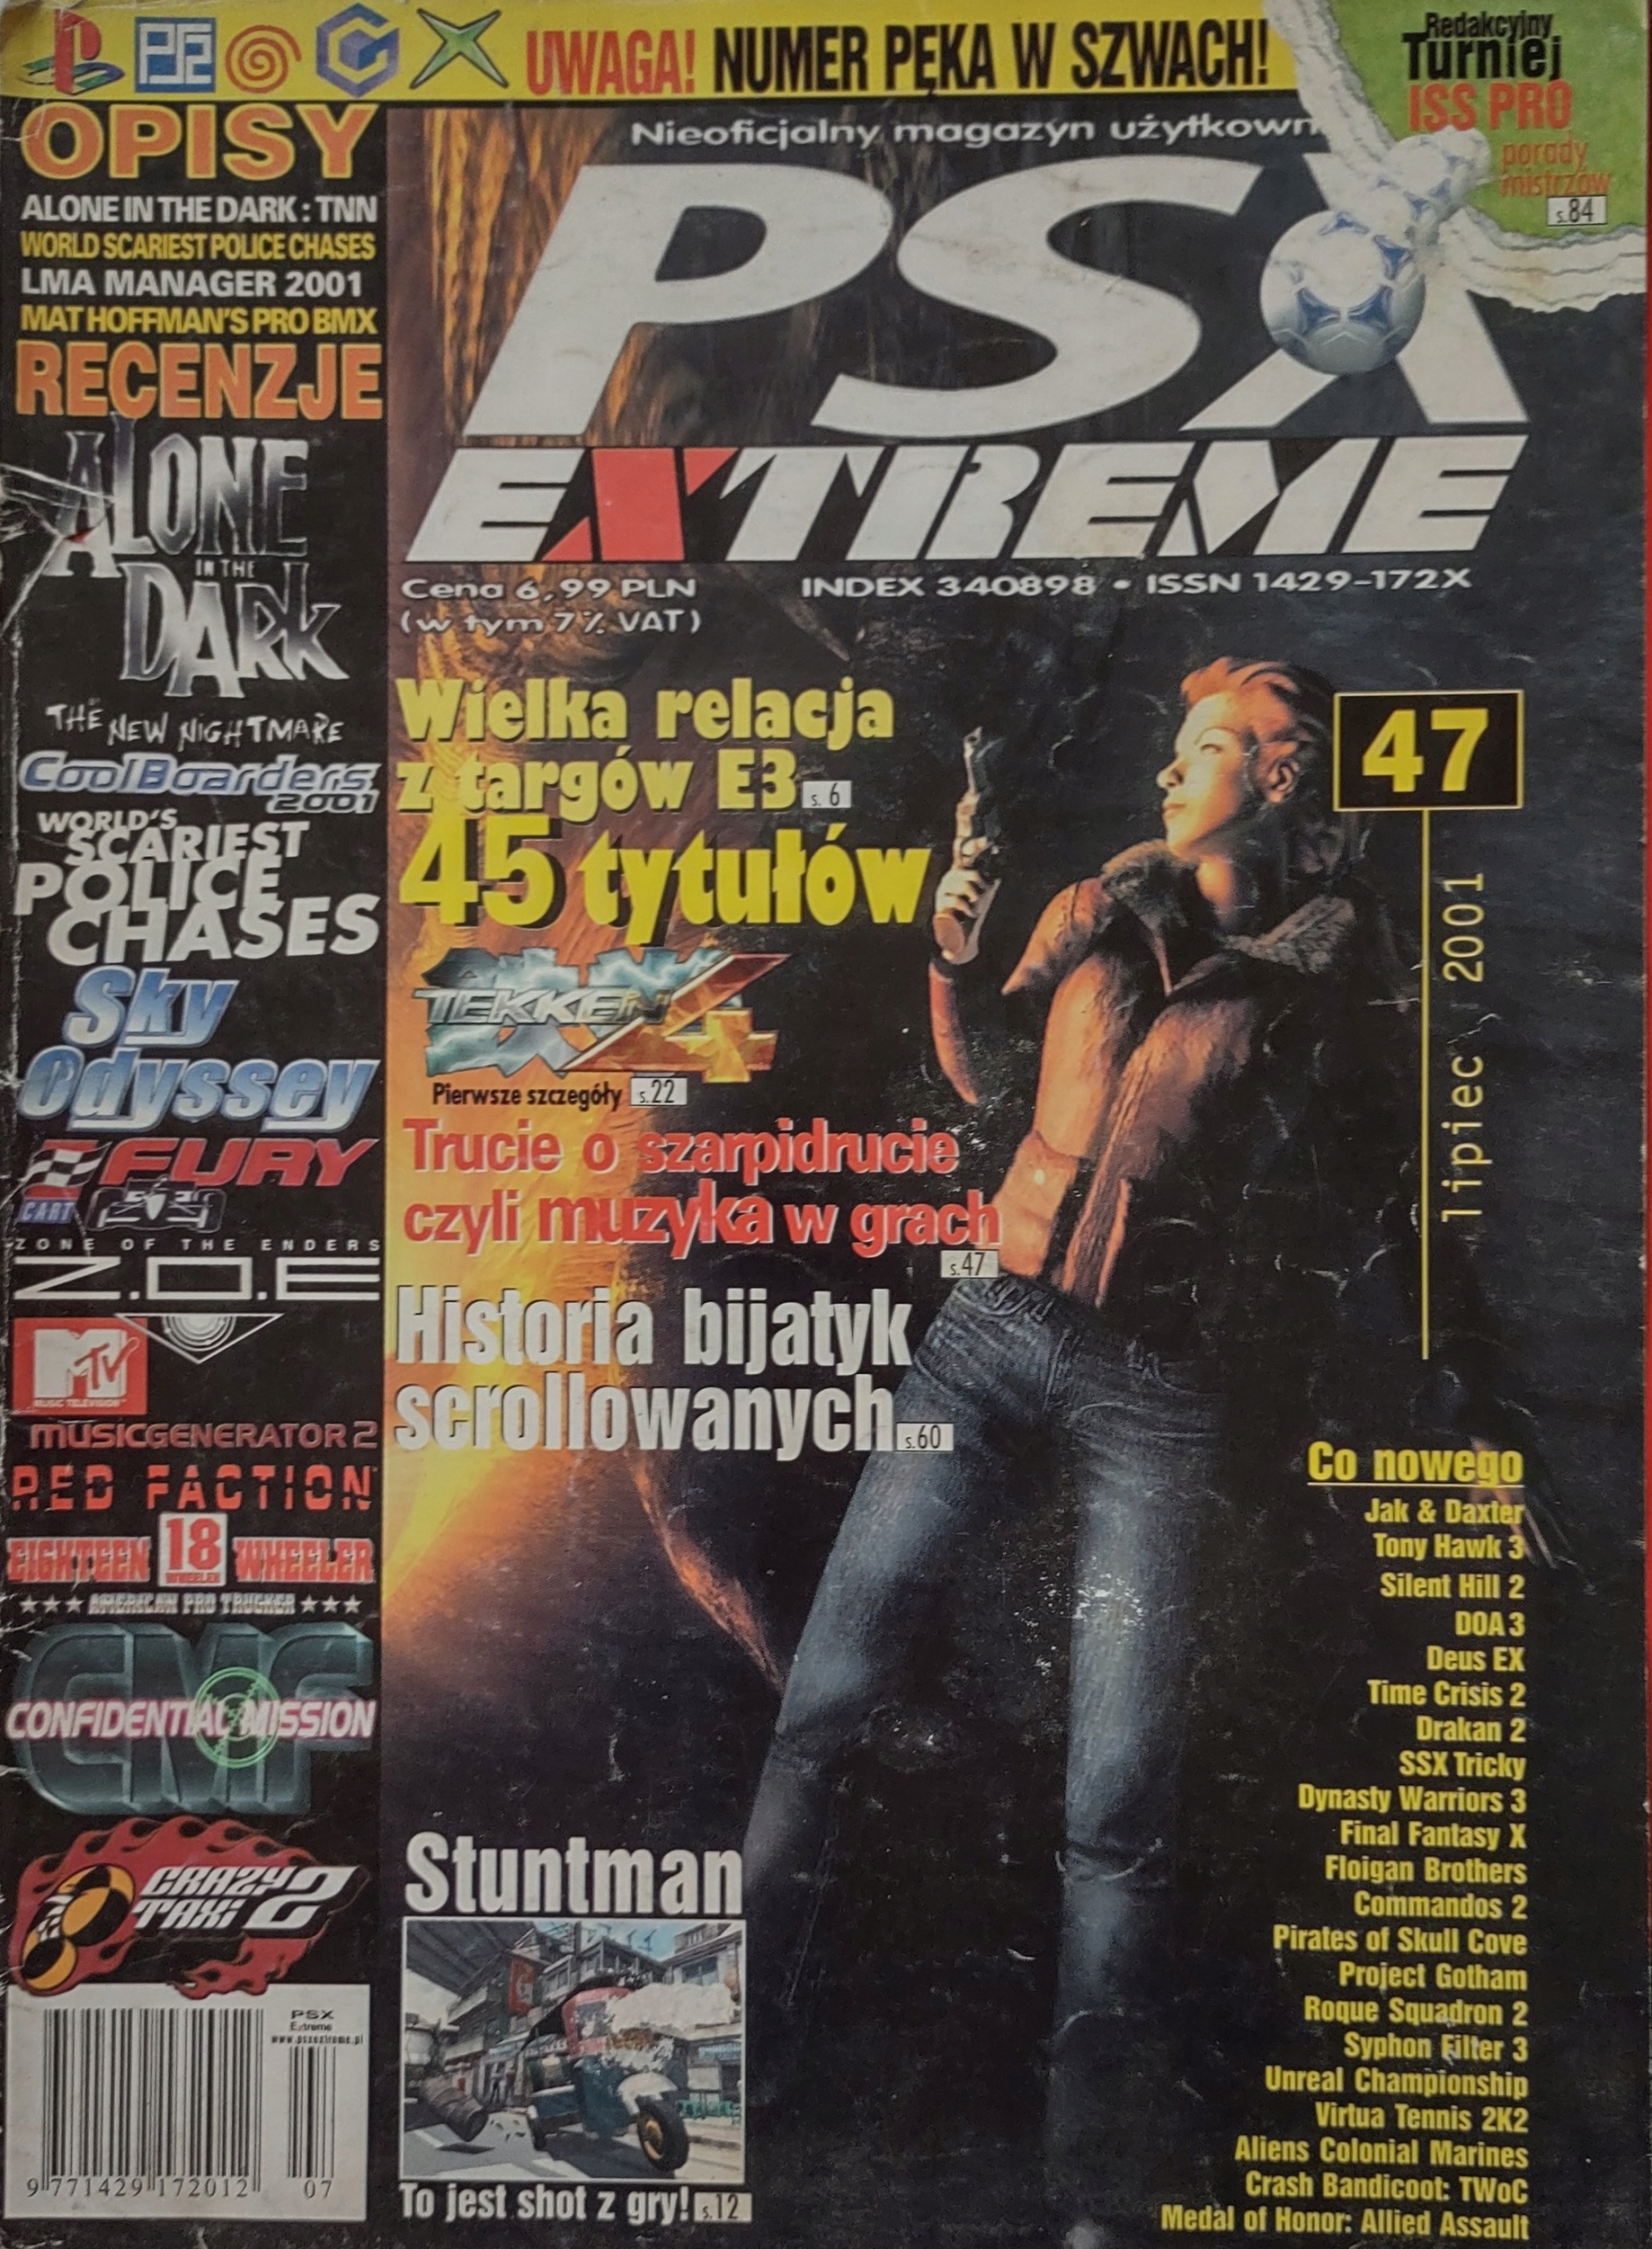 UWAGA! NUMER PĘKA W SZWACH!
Redakcyjny
Turniej
ISS PRO
porady
mistrzów
s.84
OPISY
ALONE IN THE DARK : TNN
WORLD SCARIEST POLICE CHASES
LMA MANAGER 2001
MAT HOFFMAN'S PRO BMX
RECENZJE
ALONE
IN THE
DARK
THE NEW NIGHTMARE
CoolBoarders
2001
WORLD'S
SCARIEST
POLICE
CHASES
Sky
Odyssey
FURY
CART
ZONE OF THE ENDERS
Z.O.E
MTV
MUSIC TELEVISION
MUSICGENERATOR 2
RED FACTION
EIGHTEEN 18 WHEELER
WHEELER
AMERICAN PRO TRUCKER
CONFIDENTIAL MISSION
CRAZY
TAXI 2
PSX
Extreme
www.psxextreme.pl
9 771429 172012
07
Nieoficjalny magazyn użytkown
PSX
EXTREME
Cena 6,99 PLN
(w tym 7% VAT)
INDEX 340898 • ISSN 1429-172X
47
lipiec 2001
Wielka relacja
z targów E3 s. 6
45 tytułów
TEKKEN 4
Pierwsze szczegóły s.22
Trucie o szarpidrucie
czyli muzyka w grach
s.47
Historia bijatyk
scrollowanych s.60
Stuntman
To jest shot z gry! s.12
Co nowego
Jak & Daxter
Tony Hawk 3
Silent Hill 2
DOA 3
Deus EX
Time Crisis 2
Drakan 2
SSX Tricky
Dynasty Warriors 3
Final Fantasy X
Floigan Brothers
Commandos 2
Pirates of Skull Cove
Project Gotham
Roque Squadron 2
Syphon Filter 3
Unreal Championship
Virtua Tennis 2K2
Aliens Colonial Marines
Crash Bandicoot: TWoC
Medal of Honor: Allied Assault